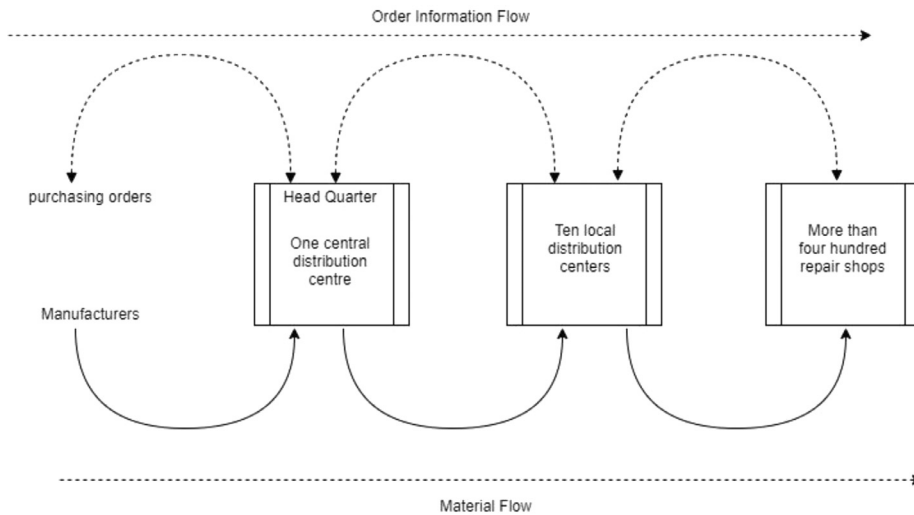 Order Information Flow
purchasing orders
Head Quarter
One central
distribution
centre
Ten local
distribution
centers
More than
four hundred
repair shops
Manufacturers
Material Flow